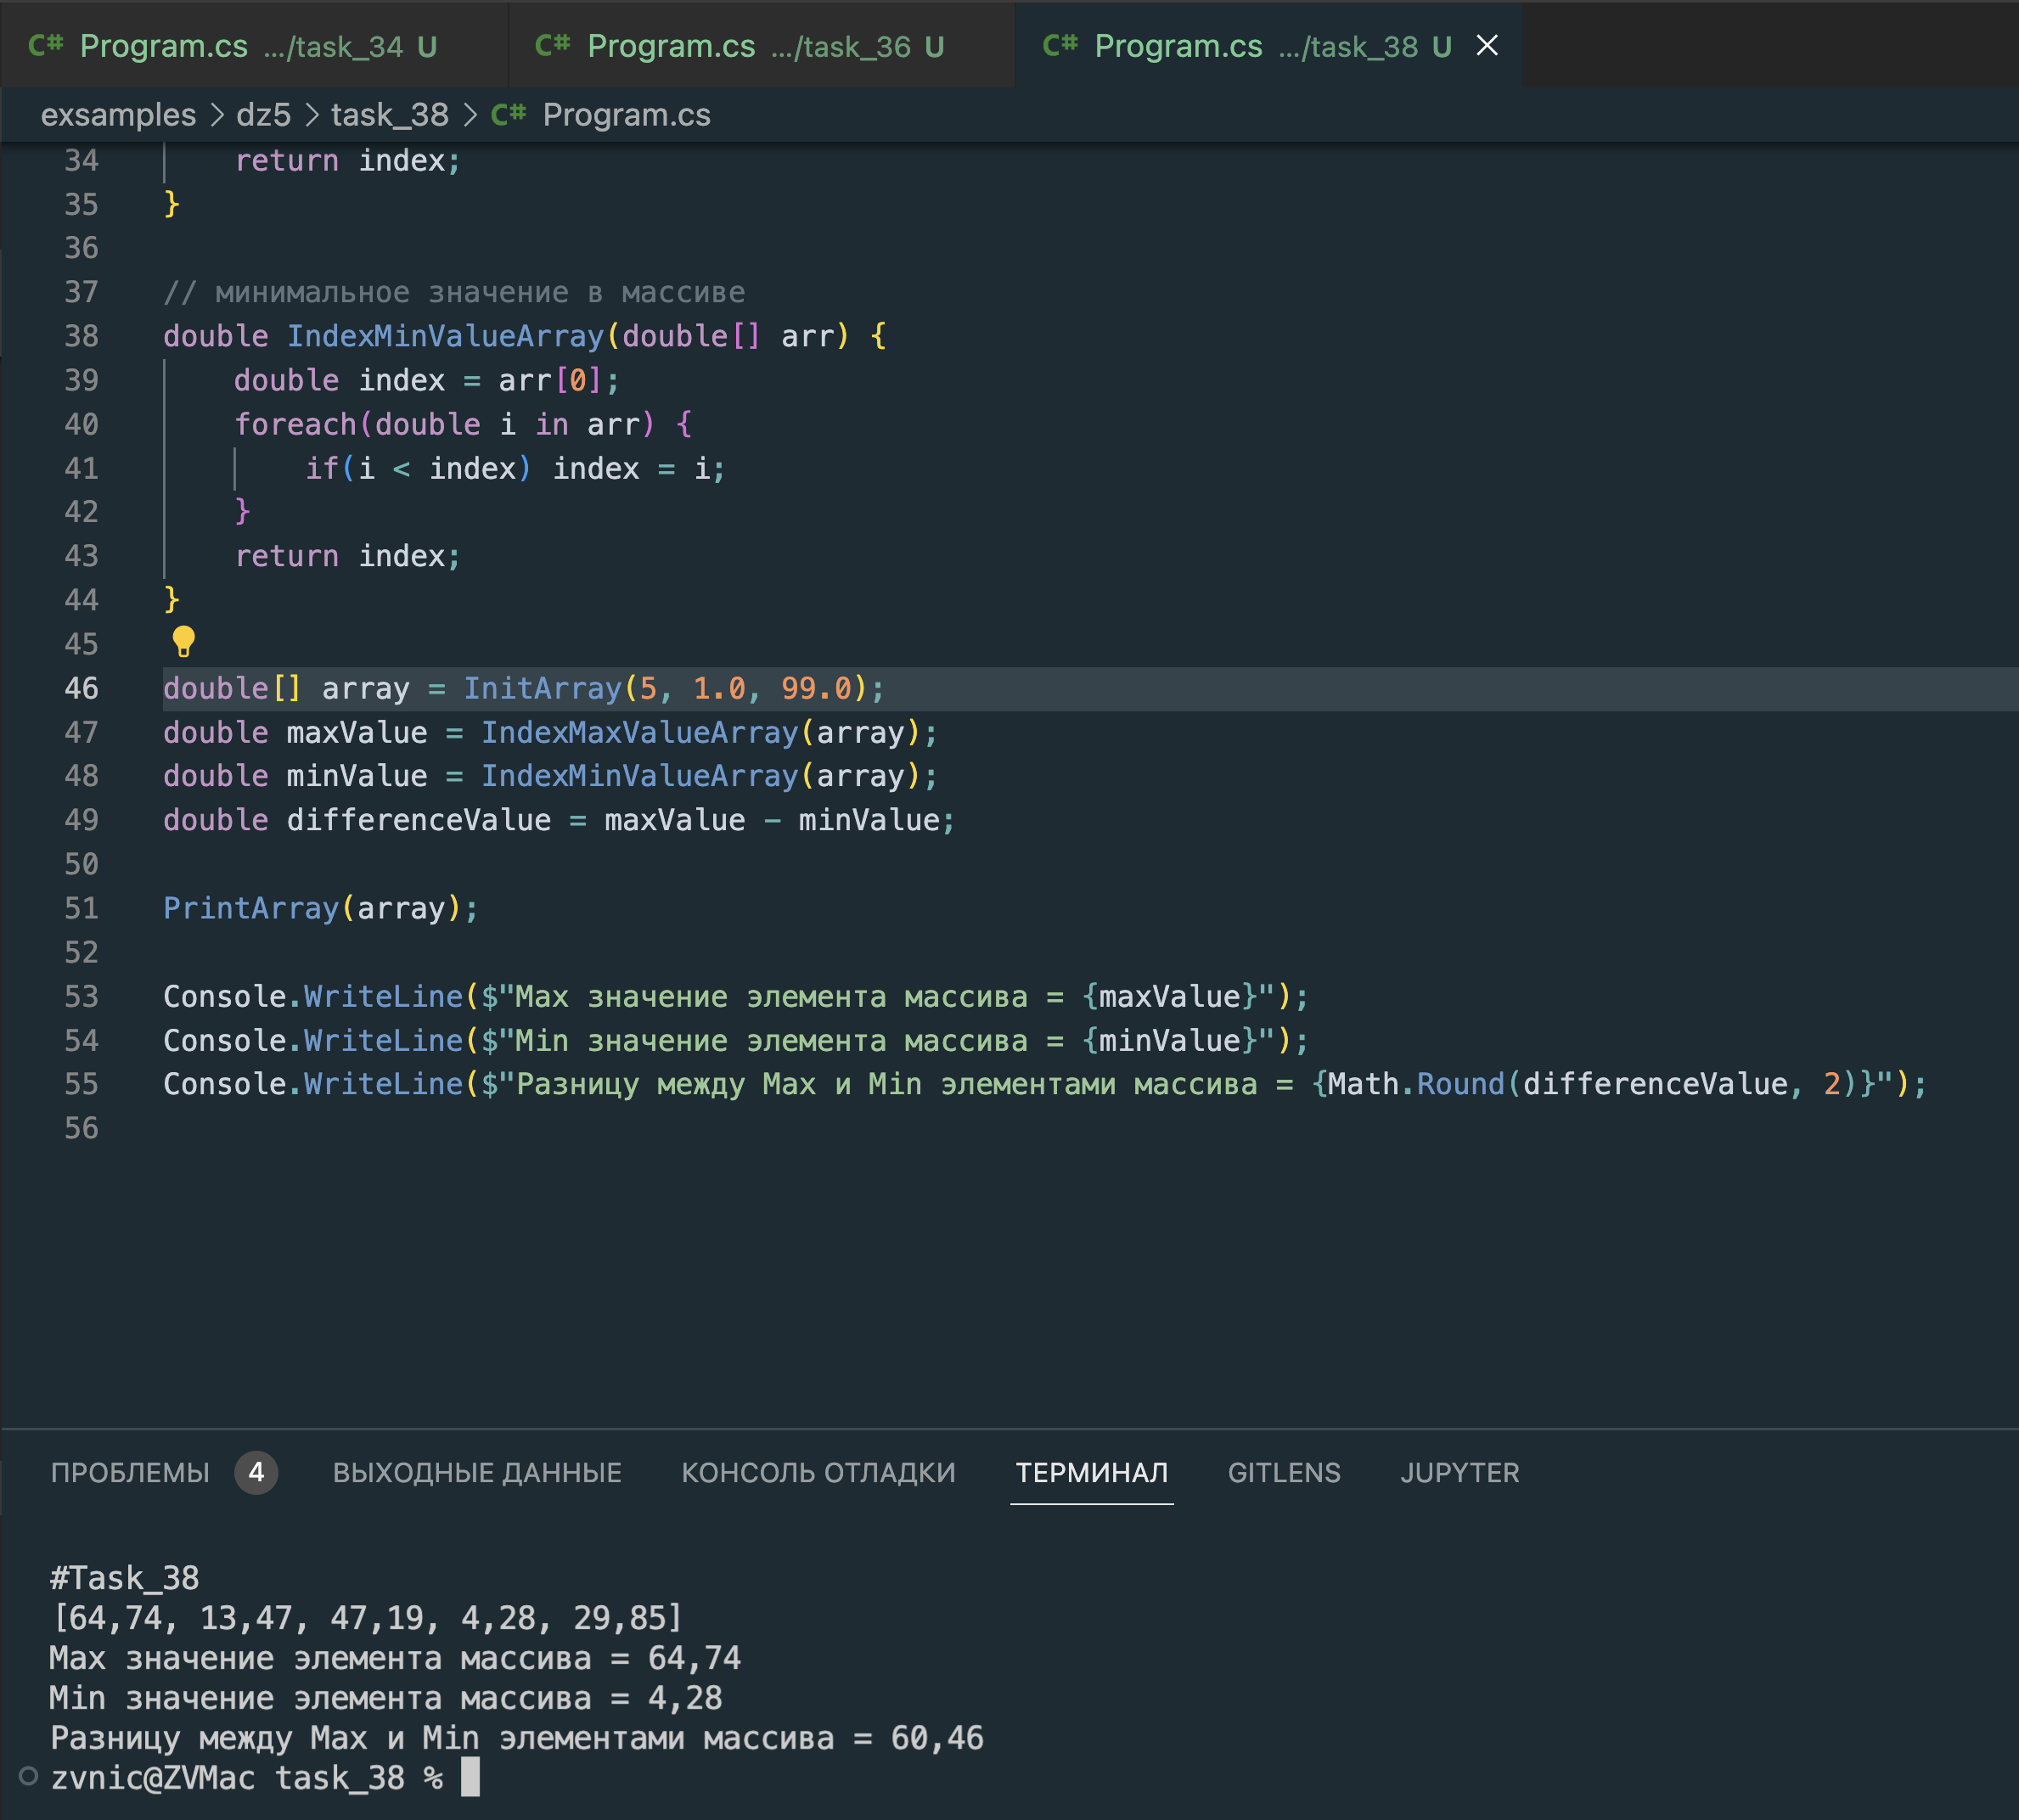 C# Program.cs .../task_34 U C# Program.cs .../task_36 U C# Program.cs .../task_38 U
exsamples > dz5 > task_38 > C# Program.cs
34 return index;
35 }
36
37 // минимальное значение в массиве
38 double IndexMinValueArray(double[] arr) {
39 double index = arr[0];
40 foreach(double i in arr) {
41 if(i < index) index = i;
42 }
43 return index;
44 }
45
46 double[] array = InitArray(5, 1.0, 99.0);
47 double maxValue = IndexMaxValueArray(array);
48 double minValue = IndexMinValueArray(array);
49 double differenceValue = maxValue - minValue;
50
51 PrintArray(array);
52
53 Console.WriteLine($"Max значение элемента массива = {maxValue}");
54 Console.WriteLine($"Min значение элемента массива = {minValue}");
55 Console.WriteLine($"Разницу между Max и Min элементами массива = {Math.Round(differenceValue, 2)}");
56
ПРОБЛЕМЫ 4 ВЫХОДНЫЕ ДАННЫЕ КОНСОЛЬ ОТЛАДКИ ТЕРМИНАЛ GITLENS JUPYTER
#Task_38
[64,74, 13,47, 47,19, 4,28, 29,85]
Max значение элемента массива = 64,74
Min значение элемента массива = 4,28
Разницу между Max и Min элементами массива = 60,46
zvnic@ZVMac task_38 %